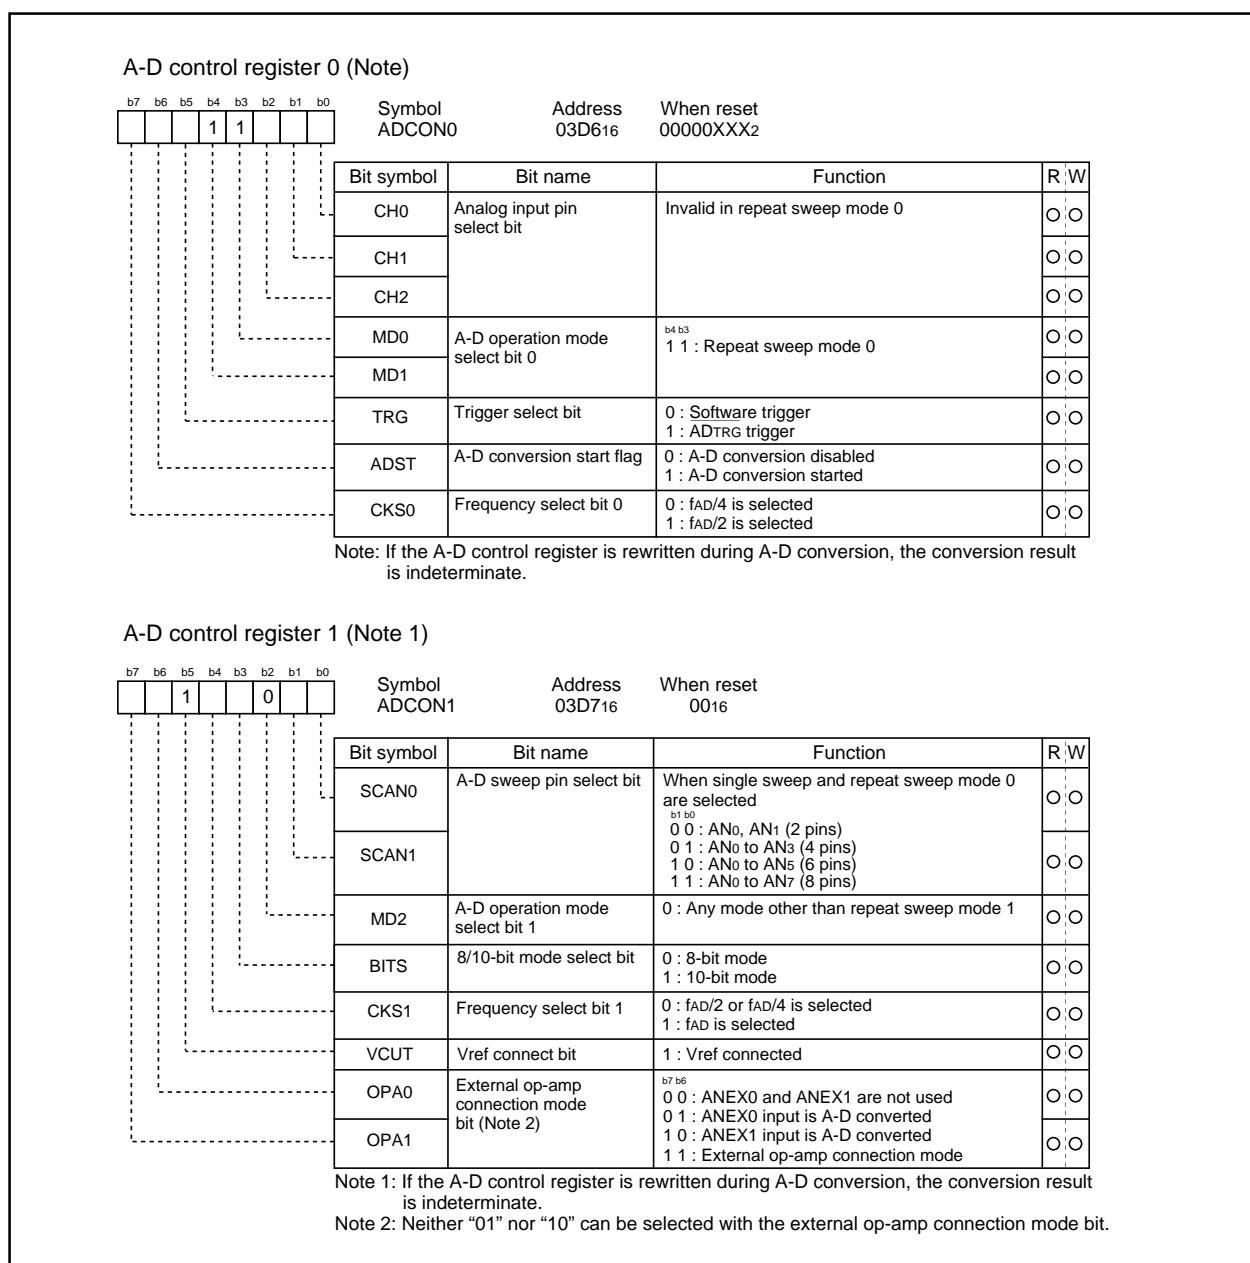 A-D control register 0 (Note)
b7 b6 b5 b4 b3 b2 b1 b0
1 1
Symbol Address When reset
ADCON0 03D616 00000XXX2
Bit symbol Bit name Function R W
CH0 Analog input pin select bit Invalid in repeat sweep mode 0
CH1
CH2
MD0 A-D operation mode select bit 0 b4 b3
1 1 : Repeat sweep mode 0
MD1
TRG Trigger select bit 0 : Software trigger
1 : ADTRG trigger
ADST A-D conversion start flag 0 : A-D conversion disabled
1 : A-D conversion started
CKS0 Frequency select bit 0 0 : fAD/4 is selected
1 : fAD/2 is selected
Note: If the A-D control register is rewritten during A-D conversion, the conversion result
is indeterminate.
A-D control register 1 (Note 1)
b7 b6 b5 b4 b3 b2 b1 b0
1 0
Symbol Address When reset
ADCON1 03D716 0016
Bit symbol Bit name Function R W
SCAN0 A-D sweep pin select bit When single sweep and repeat sweep mode 0
are selected
b1 b0
0 0 : AN0, AN1 (2 pins)
SCAN1 0 1 : AN0 to AN3 (4 pins)
1 0 : AN0 to AN5 (6 pins)
1 1 : AN0 to AN7 (8 pins)
MD2 A-D operation mode select bit 1 0 : Any mode other than repeat sweep mode 1
BITS 8/10-bit mode select bit 0 : 8-bit mode
1 : 10-bit mode
CKS1 Frequency select bit 1 0 : fAD/2 or fAD/4 is selected
1 : fAD is selected
VCUT Vref connect bit 1 : Vref connected
OPA0 External op-amp connection mode bit (Note 2) b7 b6
0 0 : ANEX0 and ANEX1 are not used
0 1 : ANEX0 input is A-D converted
OPA1 1 0 : ANEX1 input is A-D converted
1 1 : External op-amp connection mode
Note 1: If the A-D control register is rewritten during A-D conversion, the conversion result
is indeterminate.
Note 2: Neither “01” nor “10” can be selected with the external op-amp connection mode bit.